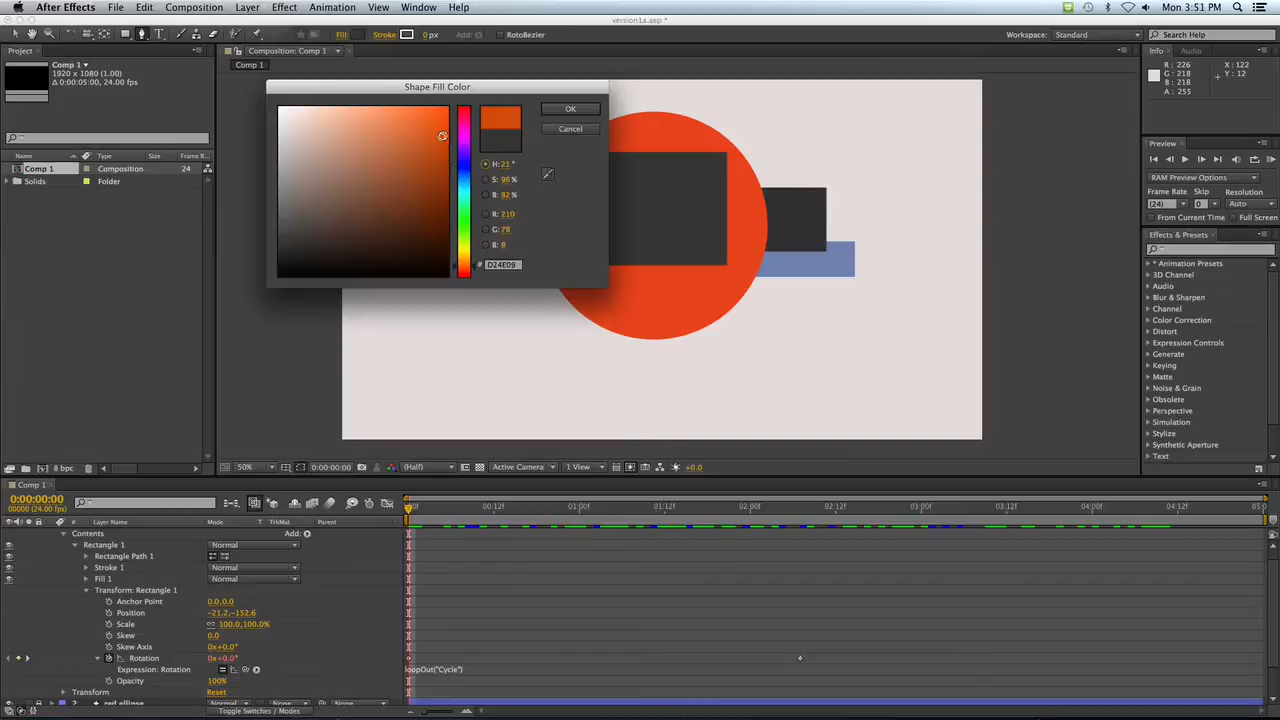 After Effects File Edit Composition Layer Effect Animation View Window Help Mon 3:51 PM
version1a.aep *
Fill: Stroke: 0 px Add: RotoBezier Workspace: Standard Search Help
Project Composition: Comp 1 Info Audio
Comp 1
Comp 1
1920 x 1080 (1.00)
Δ 0:00:05:00, 24.00 fps
R : 226
G : 218
B : 218
A : 255
X : 122
Y : 12
Shape Fill Color
OK
Cancel
H: 21 °
S: 96 %
B: 82 %
R: 210
G: 78
B: 8
# D24E09
Name Type Size Frame R...
Comp 1 Composition 24
Solids Folder
Preview
RAM Preview Options
Frame Rate Skip Resolution
(24) 0 Auto
From Current Time Full Screen
Effects & Presets
* Animation Presets
3D Channel
Audio
Blur & Sharpen
Channel
Color Correction
Distort
Expression Controls
Generate
Keying
Matte
Noise & Grain
Obsolete
Perspective
Simulation
Stylize
Synthetic Aperture
Text
8 bpc 50% 0:00:00:00 (Half) Active Camera 1 View +0.0
Comp 1
0:00:00:00
00000 (24.00 fps)
Layer Name Mode T TrkMat Parent
00:12f 01:00f 01:12f 02:00f 02:12f 03:00f 03:12f 04:00f 04:12f 05:0
Contents Add:
Rectangle 1 Normal
Rectangle Path 1
Stroke 1 Normal
Fill 1 Normal
Transform: Rectangle 1
Anchor Point 0.0,0.0
Position -21.2,-152.6
Scale 100.0,100.0%
Skew 0.0
Skew Axis 0x+0.0°
Rotation 0x+0.0°
Expression: Rotation loopOut("Cycle")
Opacity 100%
Transform Reset
2 red ellipse Normal None None
Toggle Switches / Modes